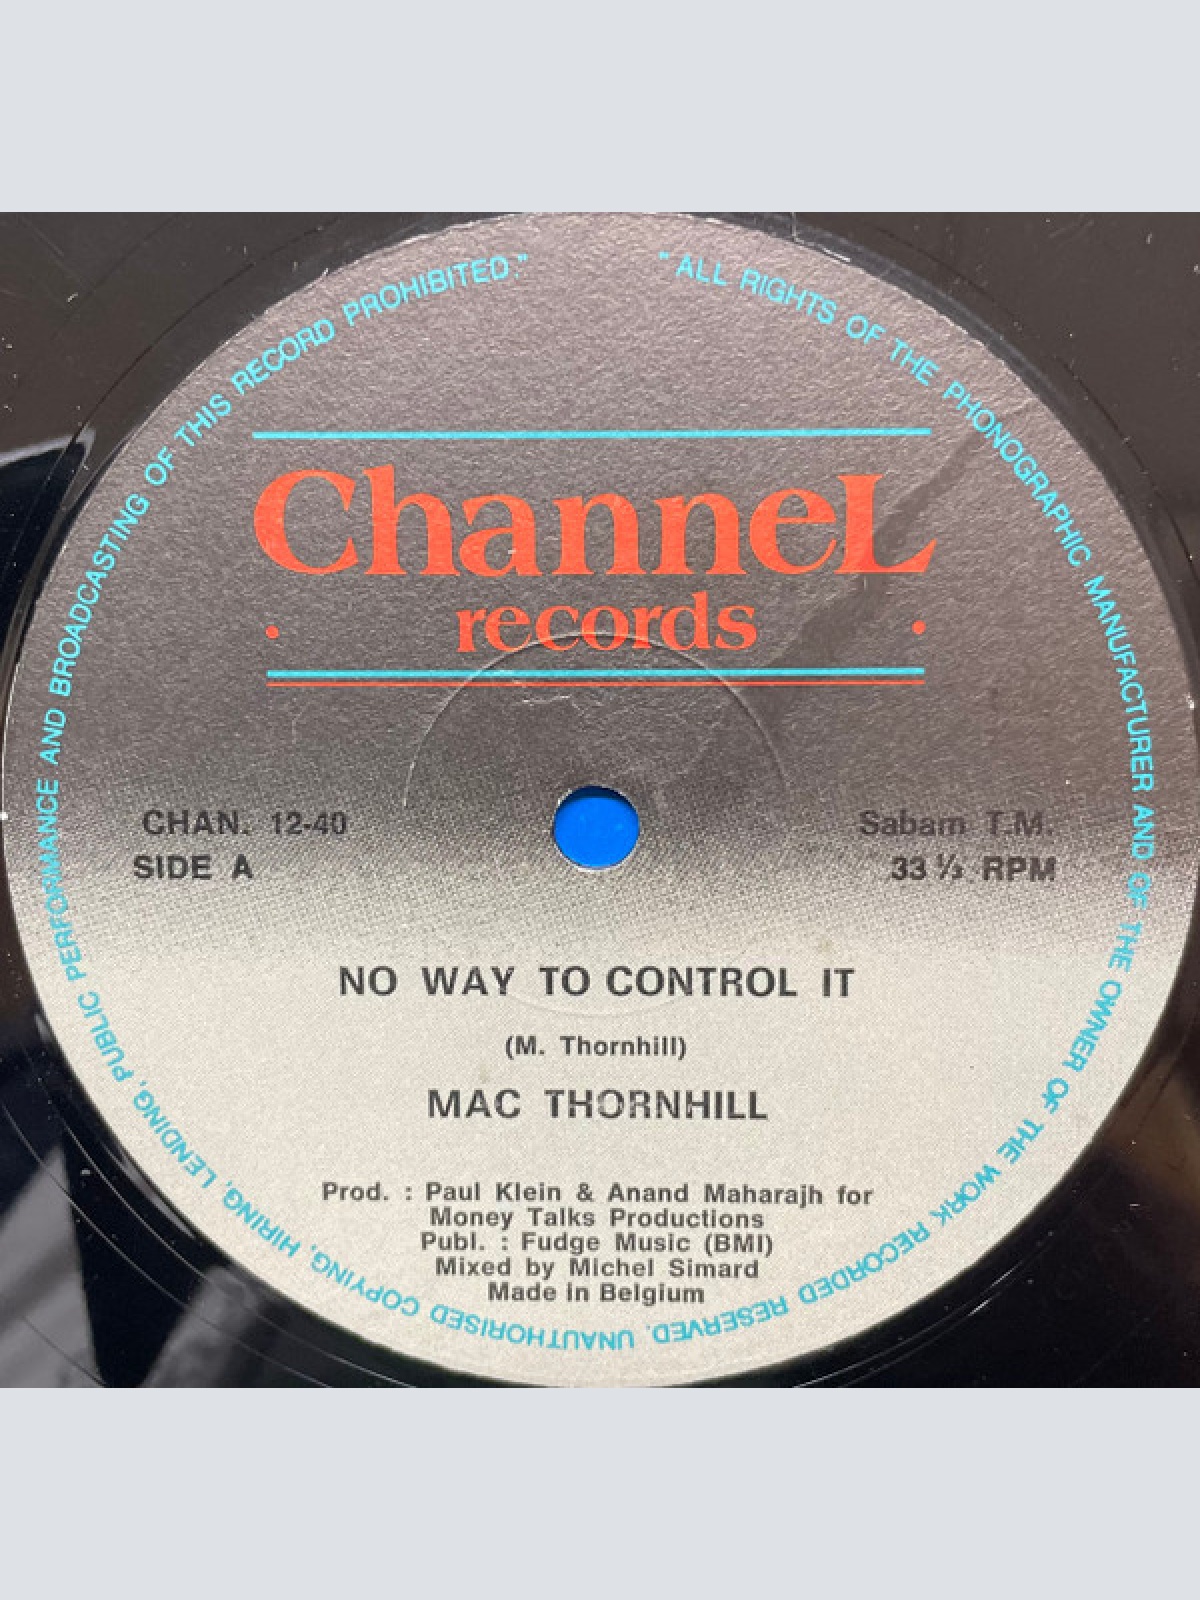 "ALL RIGHTS OF THE PHONOGRAPHIC MANUFACTURER AND OF THE OWNER OF THE WORK RECORDED RESERVED. UNAUTHORISED COPYING, HIRING, LENDING, PUBLIC PERFORMANCE AND BROADCASTING OF THIS RECORD PROHIBITED."
ChanneL
records
CHAN. 12-40
SIDE A
Sabam T.M.
33 ⅓ RPM
NO WAY TO CONTROL IT
(M. Thornhill)
MAC THORNHILL
Prod. : Paul Klein & Anand Maharajh for
Money Talks Productions
Publ. : Fudge Music (BMI)
Mixed by Michel Simard
Made in Belgium